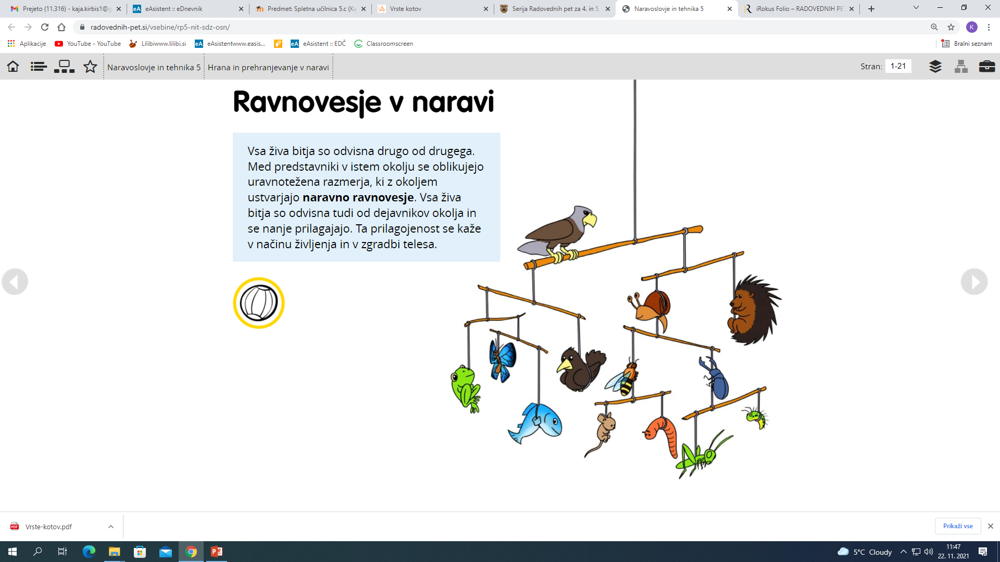 Prejeto (11.316) - kaja.kirbis1@g
eAsistent :: eDnevnik
Predmet: Spletna učilnica 5.c (Ka
Vrste kotov
Serija Radovednih pet za 4. in 5.
Naravoslovje in tehnika 5
iRokus Folio – RADOVEDNIH PE
radovednih-pet.si/vsebine/rp5-nit-sdz-osn/
K
Aplikacije
YouTube - YouTube
Lilibiwww.lilibi.si
eAsistentwww.easis...
eAsistent :: EDČ
Classroomscreen
Bralni seznam
Naravoslovje in tehnika 5
Hrana in prehranjevanje v naravi
Stran: 1-21
Ravnovesje v naravi
Vsa živa bitja so odvisna drugo od drugega.
Med predstavniki v istem okolju se oblikujejo
uravnotežena razmerja, ki z okoljem
ustvarjajo naravno ravnovesje. Vsa živa
bitja so odvisna tudi od dejavnikov okolja in
se nanje prilagajajo. Ta prilagojenost se kaže
v načinu življenja in v zgradbi telesa.
PDF
Vrste-kotov.pdf
Prikaži vse
5°C Cloudy
11:47
22. 11. 2021